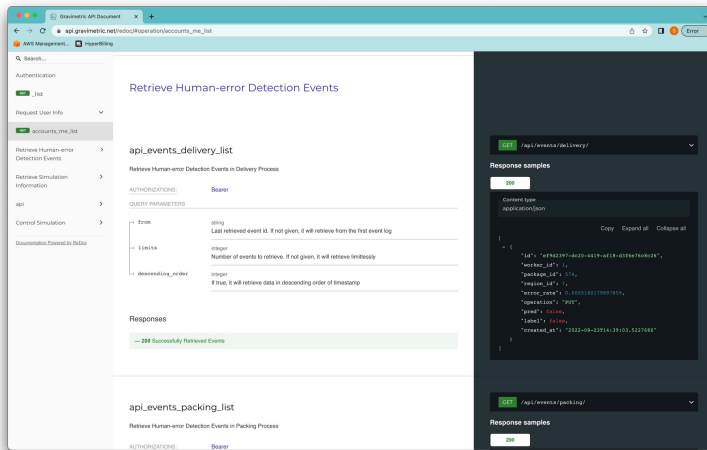 Gravimetric API Document
api.gravimetric.net/redoc/#operation/accounts_me_list
Error
AWS Management...
HyperBilling
Search...
Authentication
GET _list
Request User Info
GET accounts_me_list
Retrieve Human-error
Detection Events
Retrieve Simulation
Information
api
Control Simulation
Documentation Powered by ReDoc
Retrieve Human-error Detection Events
api_events_delivery_list
Retrieve Human-error Detection Events in Delivery Process
AUTHORIZATIONS: Bearer
QUERY PARAMETERS
from string
Last retrieved event id. If not given, it will retrieve from the first event log
limits integer
Number of events to retrieve. If not given, it will retrieve limitlessly
descending_order integer
If true, it will retrieve data in descending order of timestamp
Responses
— 200 Successfully Retrieved Events
api_events_packing_list
Retrieve Human-error Detection Events in Packing Process
AUTHORIZATIONS: Bearer
GET /api/events/delivery/
Response samples
200
Content type
application/json
Copy Expand all Collapse all
[
- {
"worker_id": 1,
"package_id": 574,
"region_id": 7,
"operation": "PUT",
"pred": false,
"label": false,
}
]
GET /api/events/packing/
Response samples
200